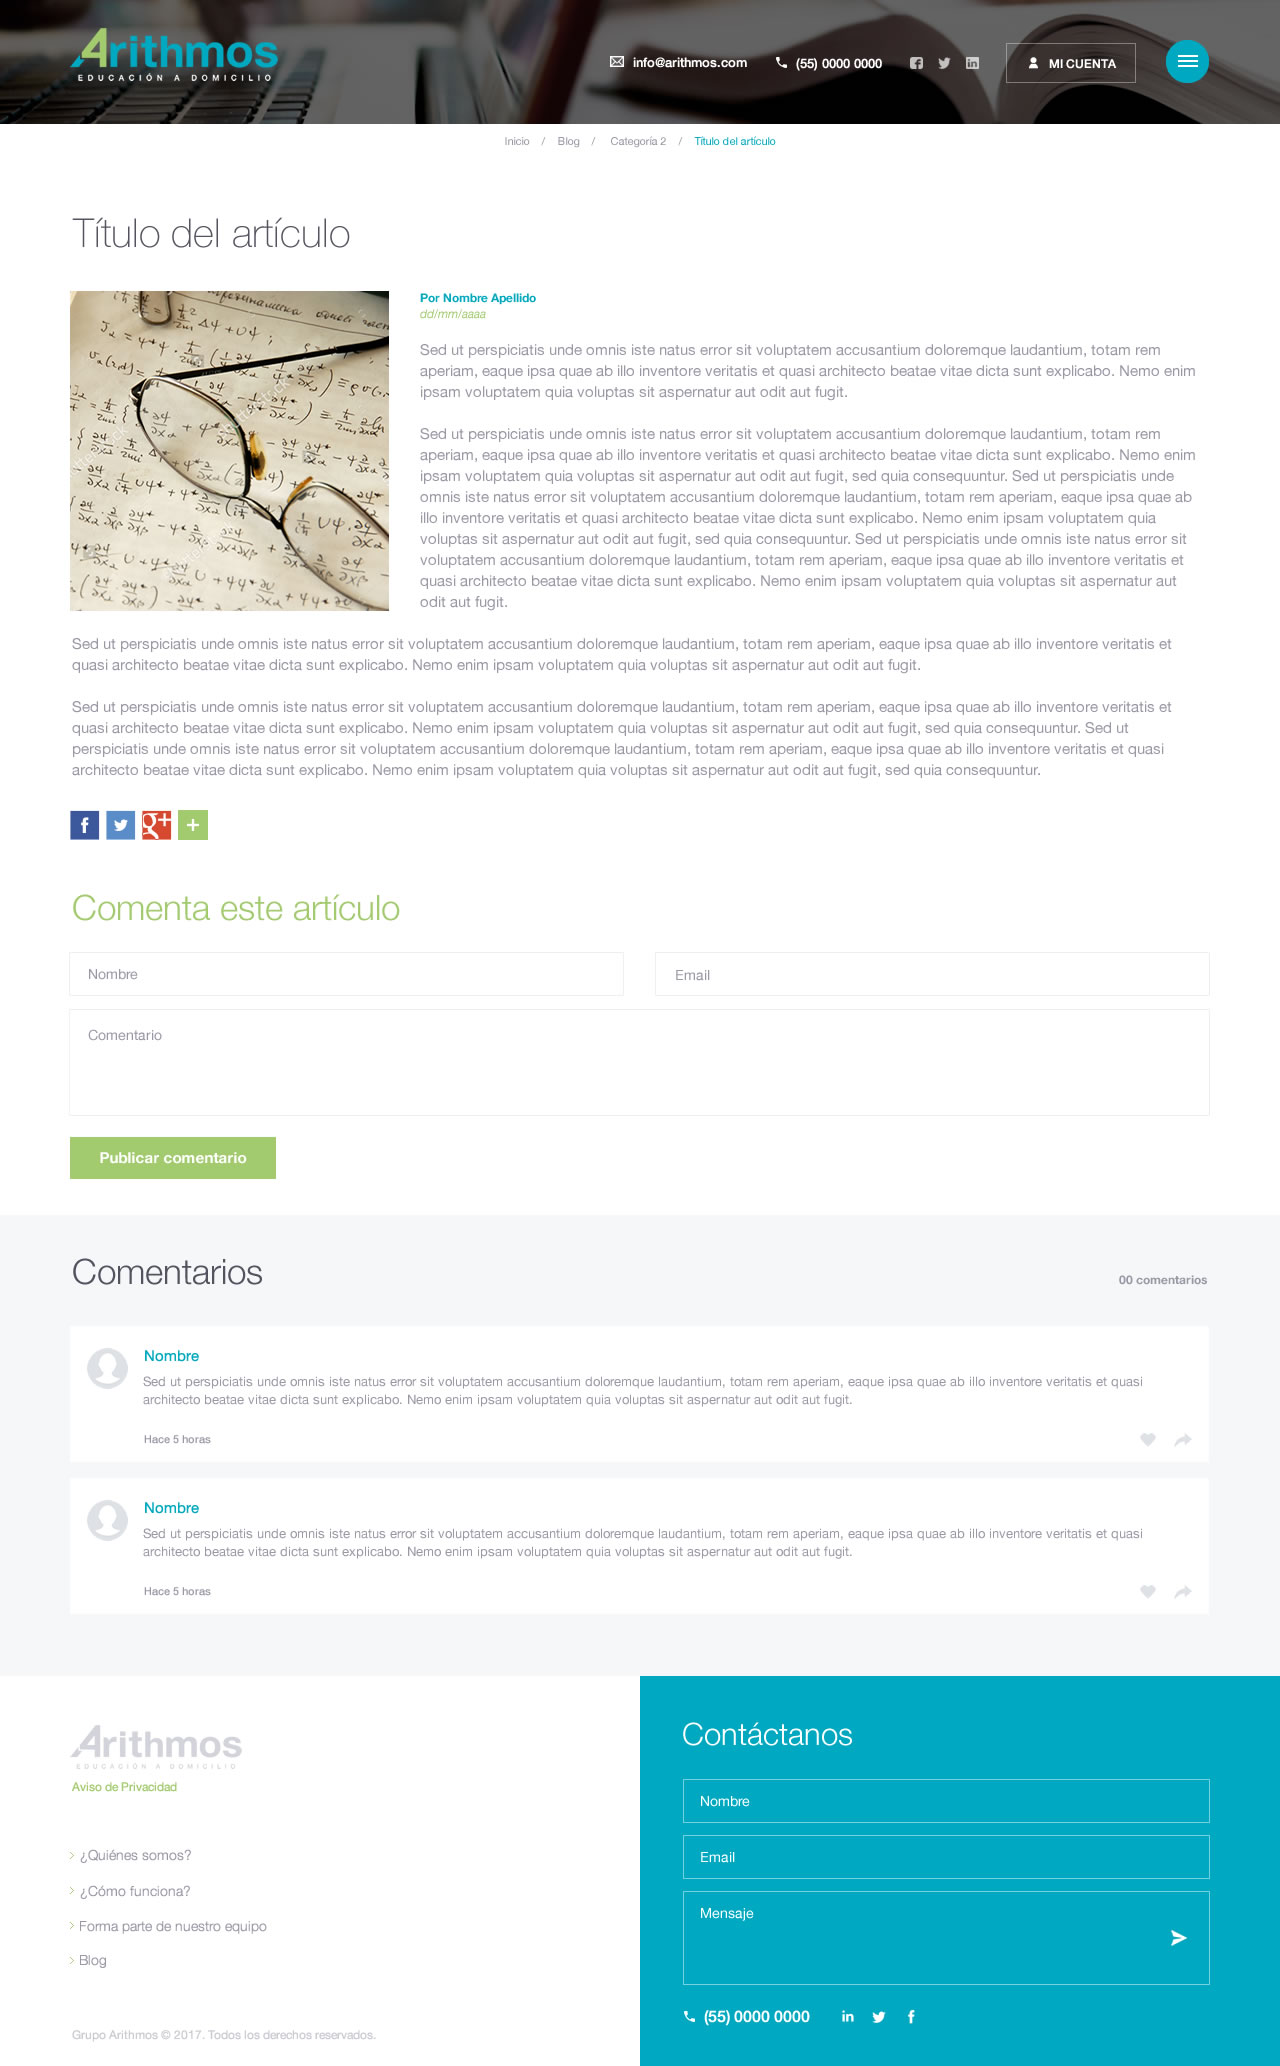 Arithmos
EDUCACIÓN A DOMICILIO
info@arithmos.com
(55) 0000 0000
MI CUENTA
Inicio / Blog / Categoría 2 / Título del artículo
Título del artículo
Por Nombre Apellido
dd/mm/aaaa
Sed ut perspiciatis unde omnis iste natus error sit voluptatem accusantium doloremque laudantium, totam rem
aperiam, eaque ipsa quae ab illo inventore veritatis et quasi architecto beatae vitae dicta sunt explicabo. Nemo enim
ipsam voluptatem quia voluptas sit aspernatur aut odit aut fugit.
Sed ut perspiciatis unde omnis iste natus error sit voluptatem accusantium doloremque laudantium, totam rem
aperiam, eaque ipsa quae ab illo inventore veritatis et quasi architecto beatae vitae dicta sunt explicabo. Nemo enim
ipsam voluptatem quia voluptas sit aspernatur aut odit aut fugit, sed quia consequuntur. Sed ut perspiciatis unde
omnis iste natus error sit voluptatem accusantium doloremque laudantium, totam rem aperiam, eaque ipsa quae ab
illo inventore veritatis et quasi architecto beatae vitae dicta sunt explicabo. Nemo enim ipsam voluptatem quia
voluptas sit aspernatur aut odit aut fugit, sed quia consequuntur. Sed ut perspiciatis unde omnis iste natus error sit
voluptatem accusantium doloremque laudantium, totam rem aperiam, eaque ipsa quae ab illo inventore veritatis et
quasi architecto beatae vitae dicta sunt explicabo. Nemo enim ipsam voluptatem quia voluptas sit aspernatur aut
odit aut fugit.
Sed ut perspiciatis unde omnis iste natus error sit voluptatem accusantium doloremque laudantium, totam rem aperiam, eaque ipsa quae ab illo inventore veritatis et
quasi architecto beatae vitae dicta sunt explicabo. Nemo enim ipsam voluptatem quia voluptas sit aspernatur aut odit aut fugit.
Sed ut perspiciatis unde omnis iste natus error sit voluptatem accusantium doloremque laudantium, totam rem aperiam, eaque ipsa quae ab illo inventore veritatis et
quasi architecto beatae vitae dicta sunt explicabo. Nemo enim ipsam voluptatem quia voluptas sit aspernatur aut odit aut fugit, sed quia consequuntur. Sed ut
perspiciatis unde omnis iste natus error sit voluptatem accusantium doloremque laudantium, totam rem aperiam, eaque ipsa quae ab illo inventore veritatis et quasi
architecto beatae vitae dicta sunt explicabo. Nemo enim ipsam voluptatem quia voluptas sit aspernatur aut odit aut fugit, sed quia consequuntur.
Comenta este artículo
Nombre
Email
Comentario
Publicar comentario
Comentarios
00 comentarios
Nombre
Sed ut perspiciatis unde omnis iste natus error sit voluptatem accusantium doloremque laudantium, totam rem aperiam, eaque ipsa quae ab illo inventore veritatis et quasi
architecto beatae vitae dicta sunt explicabo. Nemo enim ipsam voluptatem quia voluptas sit aspernatur aut odit aut fugit.
Hace 5 horas
Nombre
Sed ut perspiciatis unde omnis iste natus error sit voluptatem accusantium doloremque laudantium, totam rem aperiam, eaque ipsa quae ab illo inventore veritatis et quasi
architecto beatae vitae dicta sunt explicabo. Nemo enim ipsam voluptatem quia voluptas sit aspernatur aut odit aut fugit.
Hace 5 horas
Arithmos
EDUCACIÓN A DOMICILIO
Aviso de Privacidad
¿Quiénes somos?
¿Cómo funciona?
Forma parte de nuestro equipo
Blog
Grupo Arithmos © 2017. Todos los derechos reservados.
Contáctanos
Nombre
Email
Mensaje
(55) 0000 0000